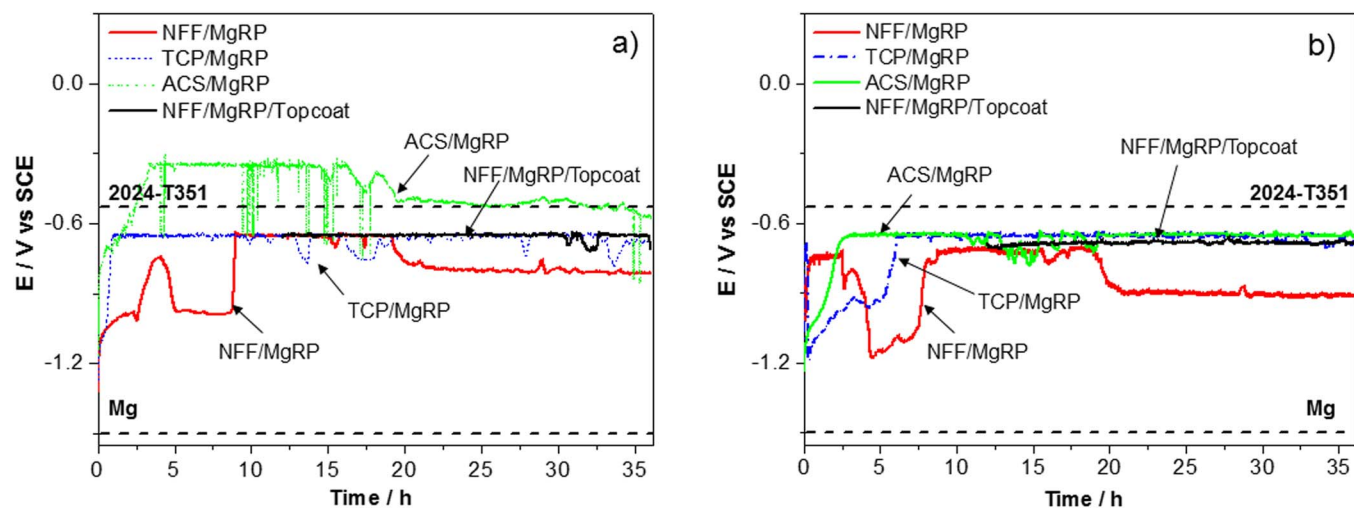 a)
NFF/MgRP
TCP/MgRP
ACS/MgRP
NFF/MgRP/Topcoat
0.0
-0.6
-1.2
E / V vs SCE
2024-T351
ACS/MgRP
NFF/MgRP/Topcoat
TCP/MgRP
NFF/MgRP
Mg
0 5 10 15 20 25 30 35
Time / h
b)
NFF/MgRP
TCP/MgRP
ACS/MgRP
NFF/MgRP/Topcoat
0.0
-0.6
-1.2
E / V vs SCE
NFF/MgRP/Topcoat
ACS/MgRP
2024-T351
TCP/MgRP
NFF/MgRP
Mg
0 5 10 15 20 25 30 35
Time / h